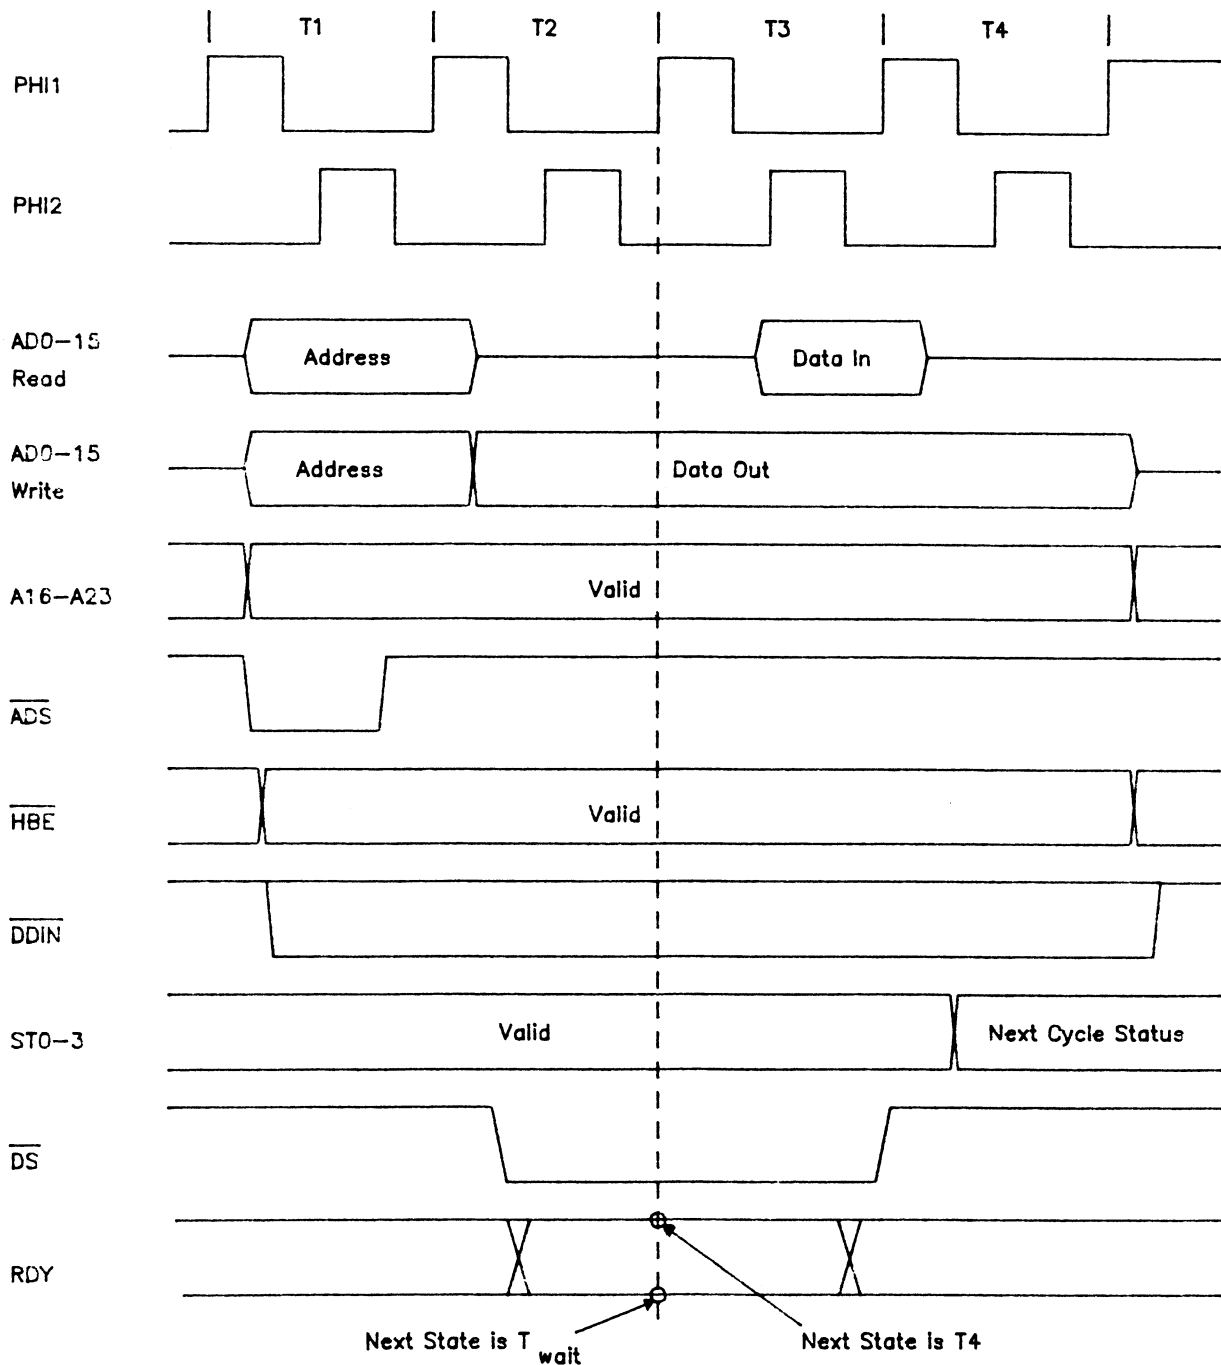 T1 T2 T3 T4
PHI1
PHI2
AD0-15
Read
Address
Data In
AD0-15
Write
Address
Data Out
A16-A23
Valid
ADS
HBE
Valid
DDIN
ST0-3
Valid
Next Cycle Status
DS
RDY
Next State is T wait
Next State is T4